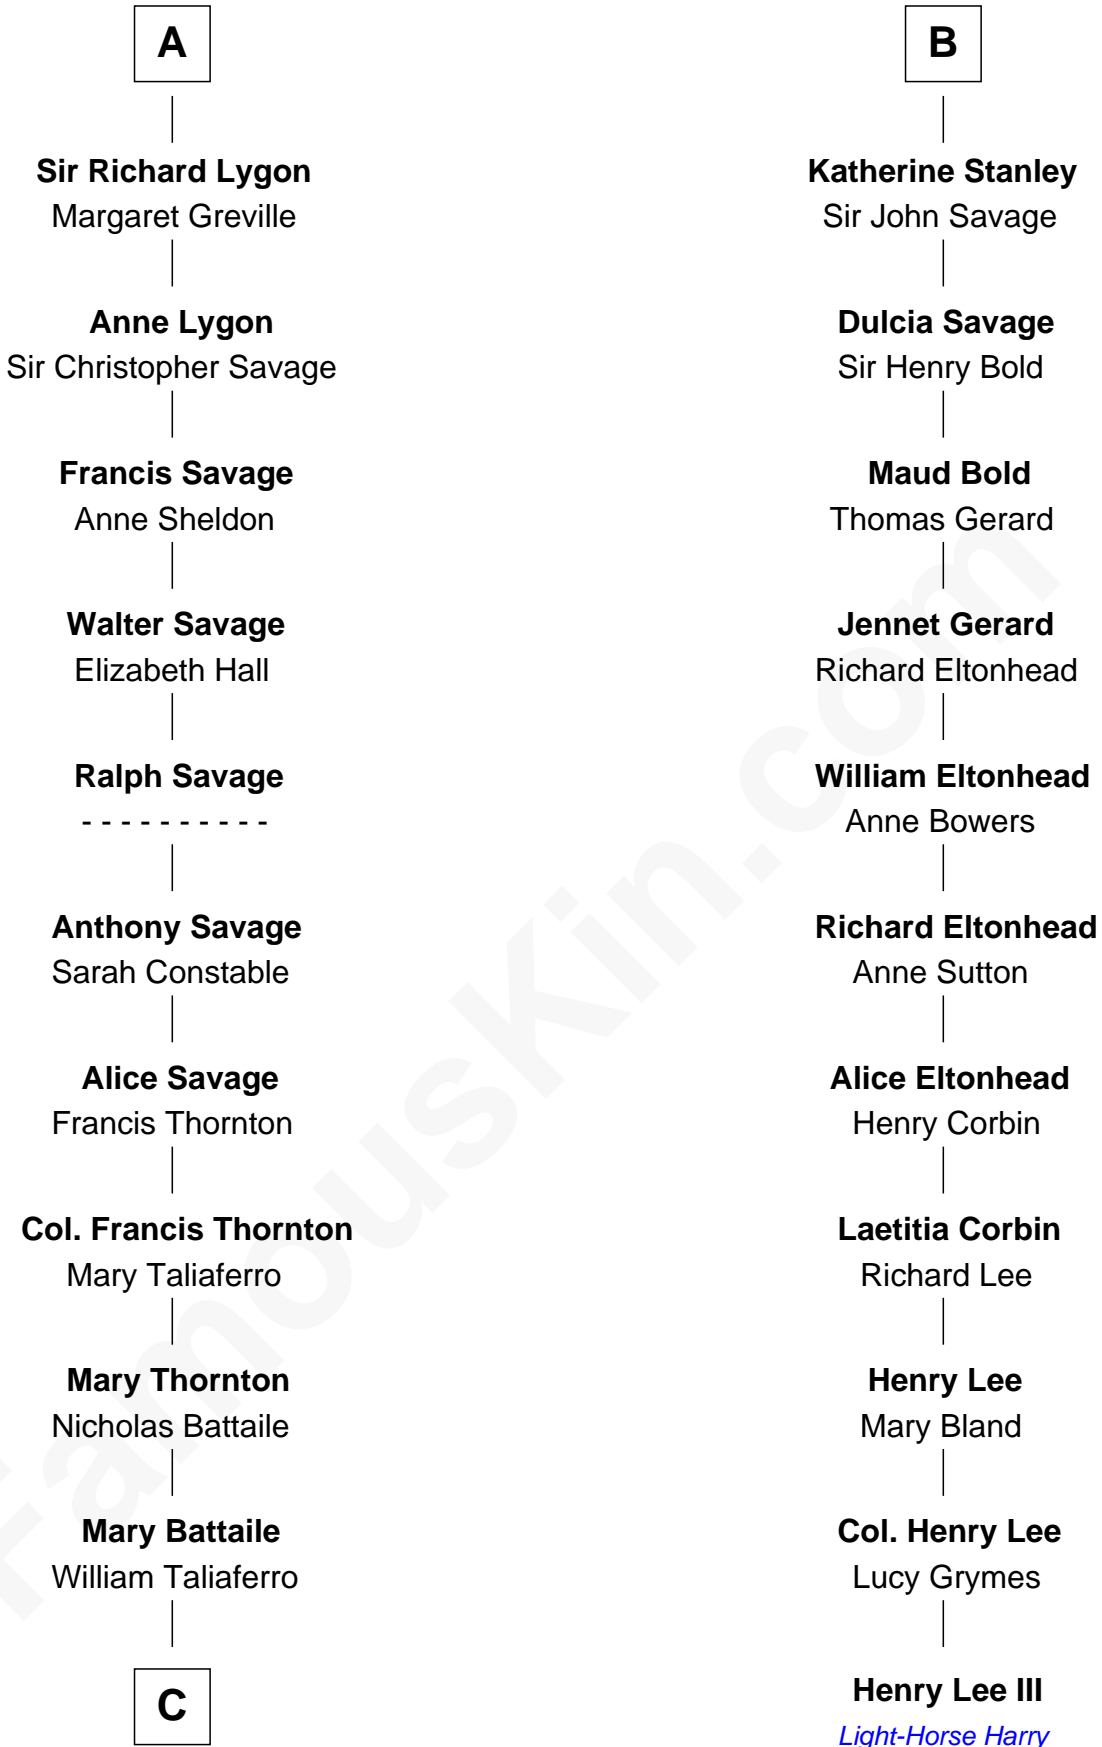 A
Sir Richard Lygon
Margaret Greville
Anne Lygon
Sir Christopher Savage
Francis Savage
Anne Sheldon
Walter Savage
Elizabeth Hall
Ralph Savage
- - - - - - - - - -
Anthony Savage
Sarah Constable
Alice Savage
Francis Thornton
Col. Francis Thornton
Mary Taliaferro
Mary Thornton
Nicholas Battaile
Mary Battaile
William Taliaferro
C
B
Katherine Stanley
Sir John Savage
Dulcia Savage
Sir Henry Bold
Maud Bold
Thomas Gerard
Jennet Gerard
Richard Eltonhead
William Eltonhead
Anne Bowers
Richard Eltonhead
Anne Sutton
Alice Eltonhead
Henry Corbin
Laetitia Corbin
Richard Lee
Henry Lee
Mary Bland
Col. Henry Lee
Lucy Grymes
Henry Lee III
Light-Horse Harry
FamousKin.com